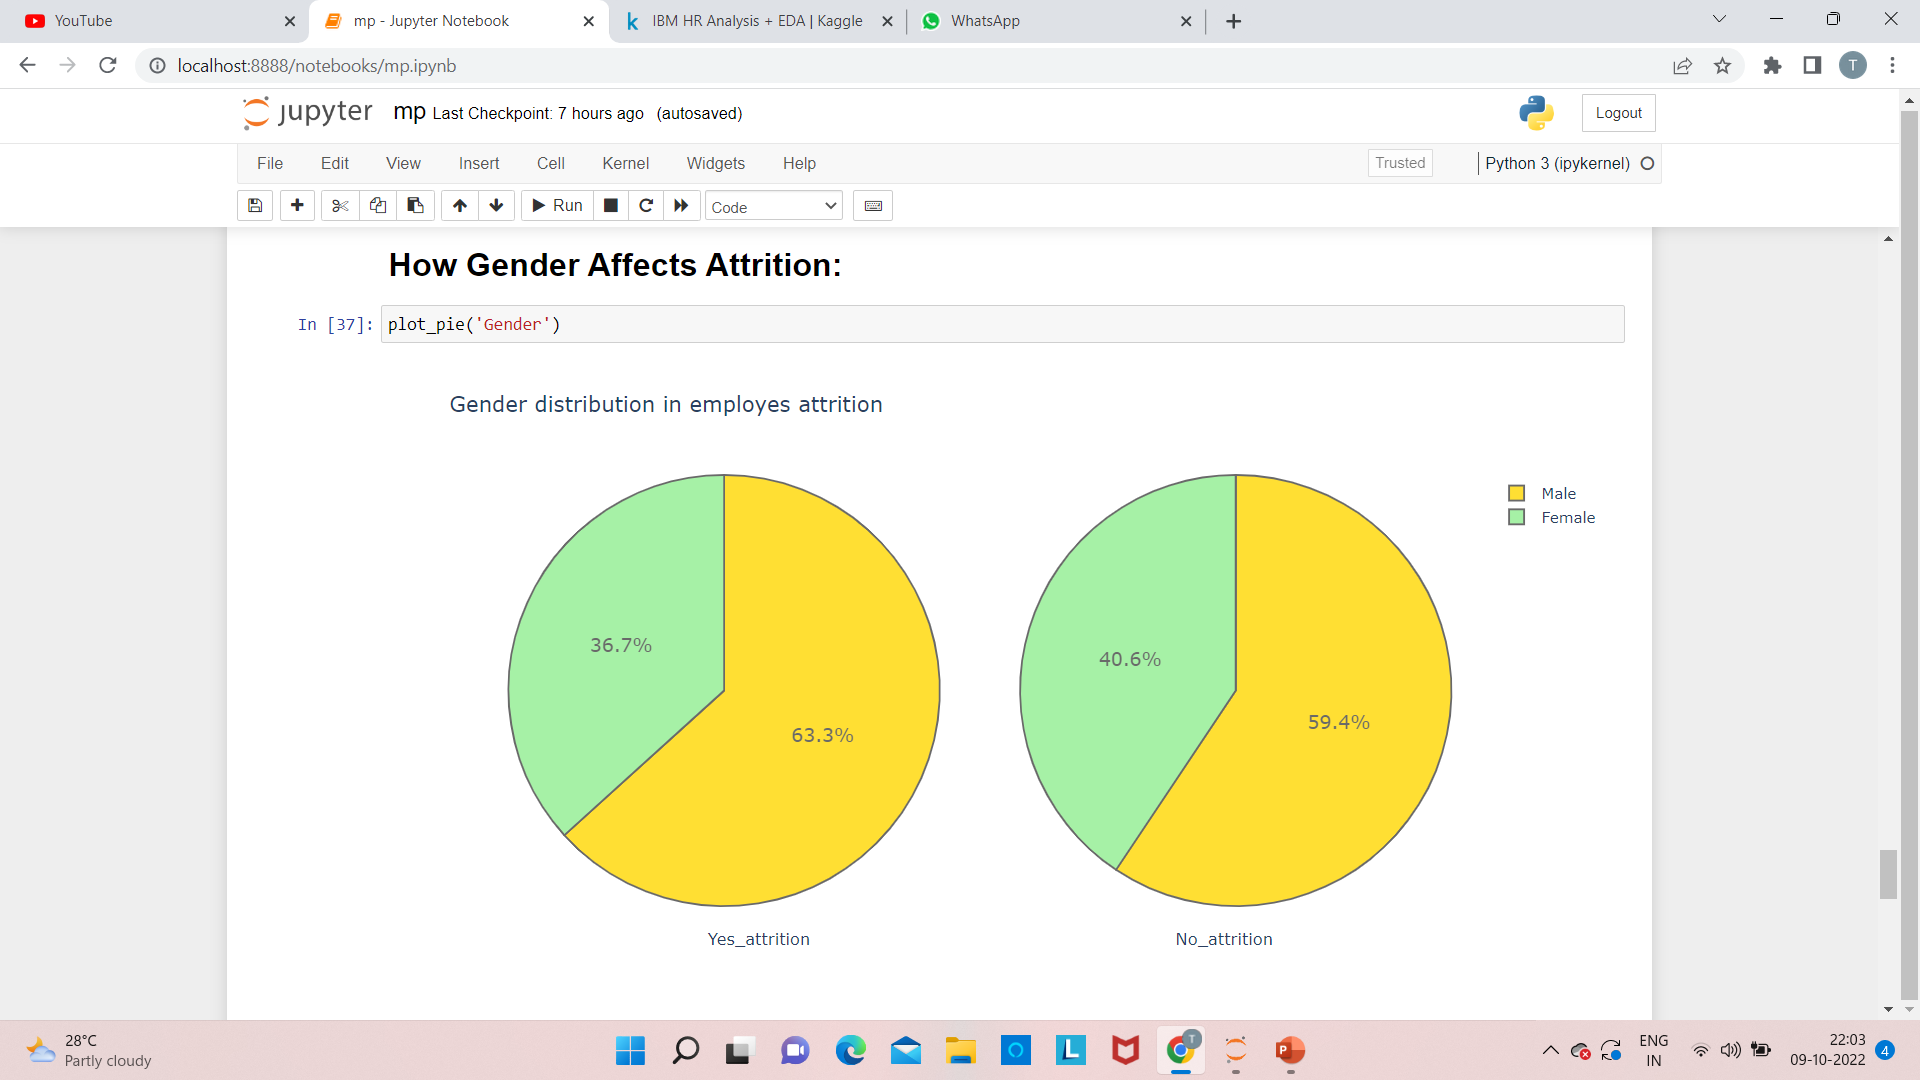 YouTube
mp - Jupyter Notebook
IBM HR Analysis + EDA | Kaggle
WhatsApp
localhost:8888/notebooks/mp.ipynb
T
jupyter mp Last Checkpoint: 7 hours ago (autosaved)
Logout
File Edit View Insert Cell Kernel Widgets Help
Trusted
Python 3 (ipykernel)
Run
Code
How Gender Affects Attrition:
In [37]: plot_pie('Gender')
Gender distribution in employes attrition
Male
Female
36.7%
63.3%
40.6%
59.4%
Yes_attrition
No_attrition
28°C
Partly cloudy
L
T
P
ENG
IN
22:03
09-10-2022
4